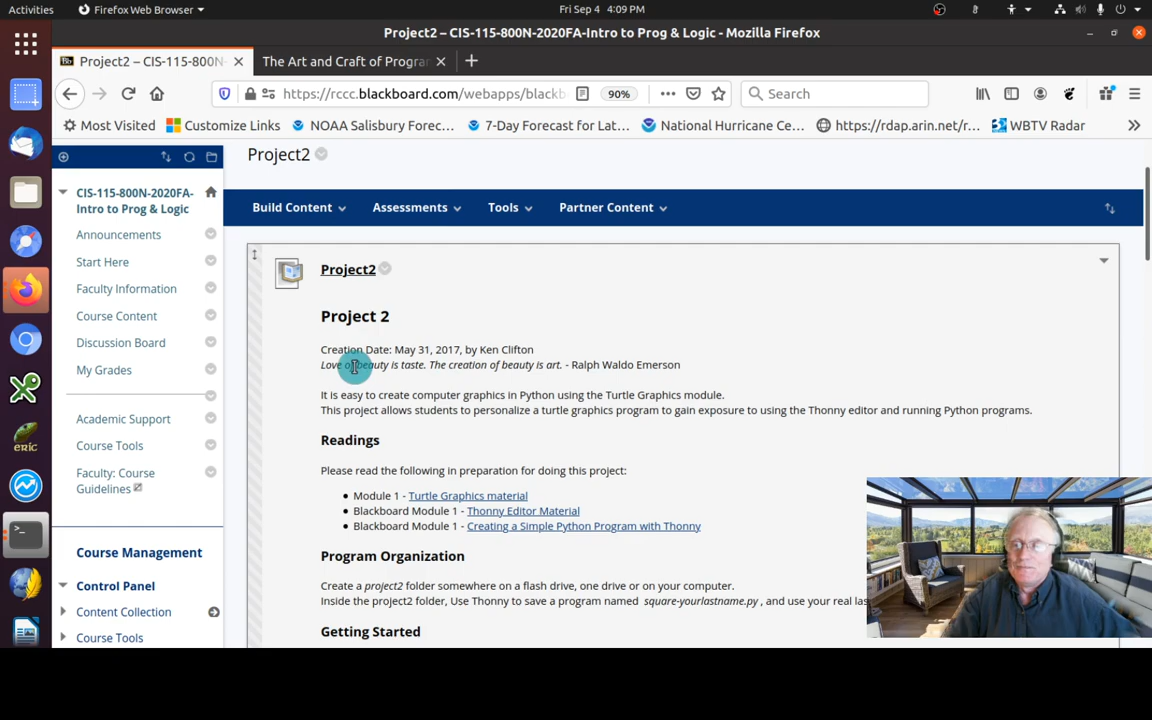 Activities
Firefox Web Browser
Fri Sep 4 4:09 PM
Project2 – CIS-115-800N-2020FA-Intro to Prog & Logic - Mozilla Firefox
Project2 – CIS-115-800N-
The Art and Craft of Progra
https://rccc.blackboard.com/webapps/blackb
90%
Search
Most Visited
Customize Links
NOAA Salisbury Forec...
7-Day Forecast for Lat...
National Hurricane Ce...
https://rdap.arin.net/r...
WBTV Radar
CIS-115-800N-2020FA-
Intro to Prog & Logic
Announcements
Start Here
Faculty Information
Course Content
Discussion Board
My Grades
Academic Support
Course Tools
Faculty: Course
Guidelines
Course Management
Control Panel
Content Collection
Course Tools
Project2
Build Content
Assessments
Tools
Partner Content
Project2
Project 2
Creation Date: May 31, 2017, by Ken Clifton
Love of beauty is taste. The creation of beauty is art. - Ralph Waldo Emerson
It is easy to create computer graphics in Python using the Turtle Graphics module.
This project allows students to personalize a turtle graphics program to gain exposure to using the Thonny editor and running Python programs.
Readings
Please read the following in preparation for doing this project:
Module 1 - Turtle Graphics material
Blackboard Module 1 - Thonny Editor Material
Blackboard Module 1 - Creating a Simple Python Program with Thonny
Program Organization
Create a project2 folder somewhere on a flash drive, one drive or on your computer.
Inside the project2 folder, Use Thonny to save a program named square-yourlastname.py , and use your real las
Getting Started
eric
Bb